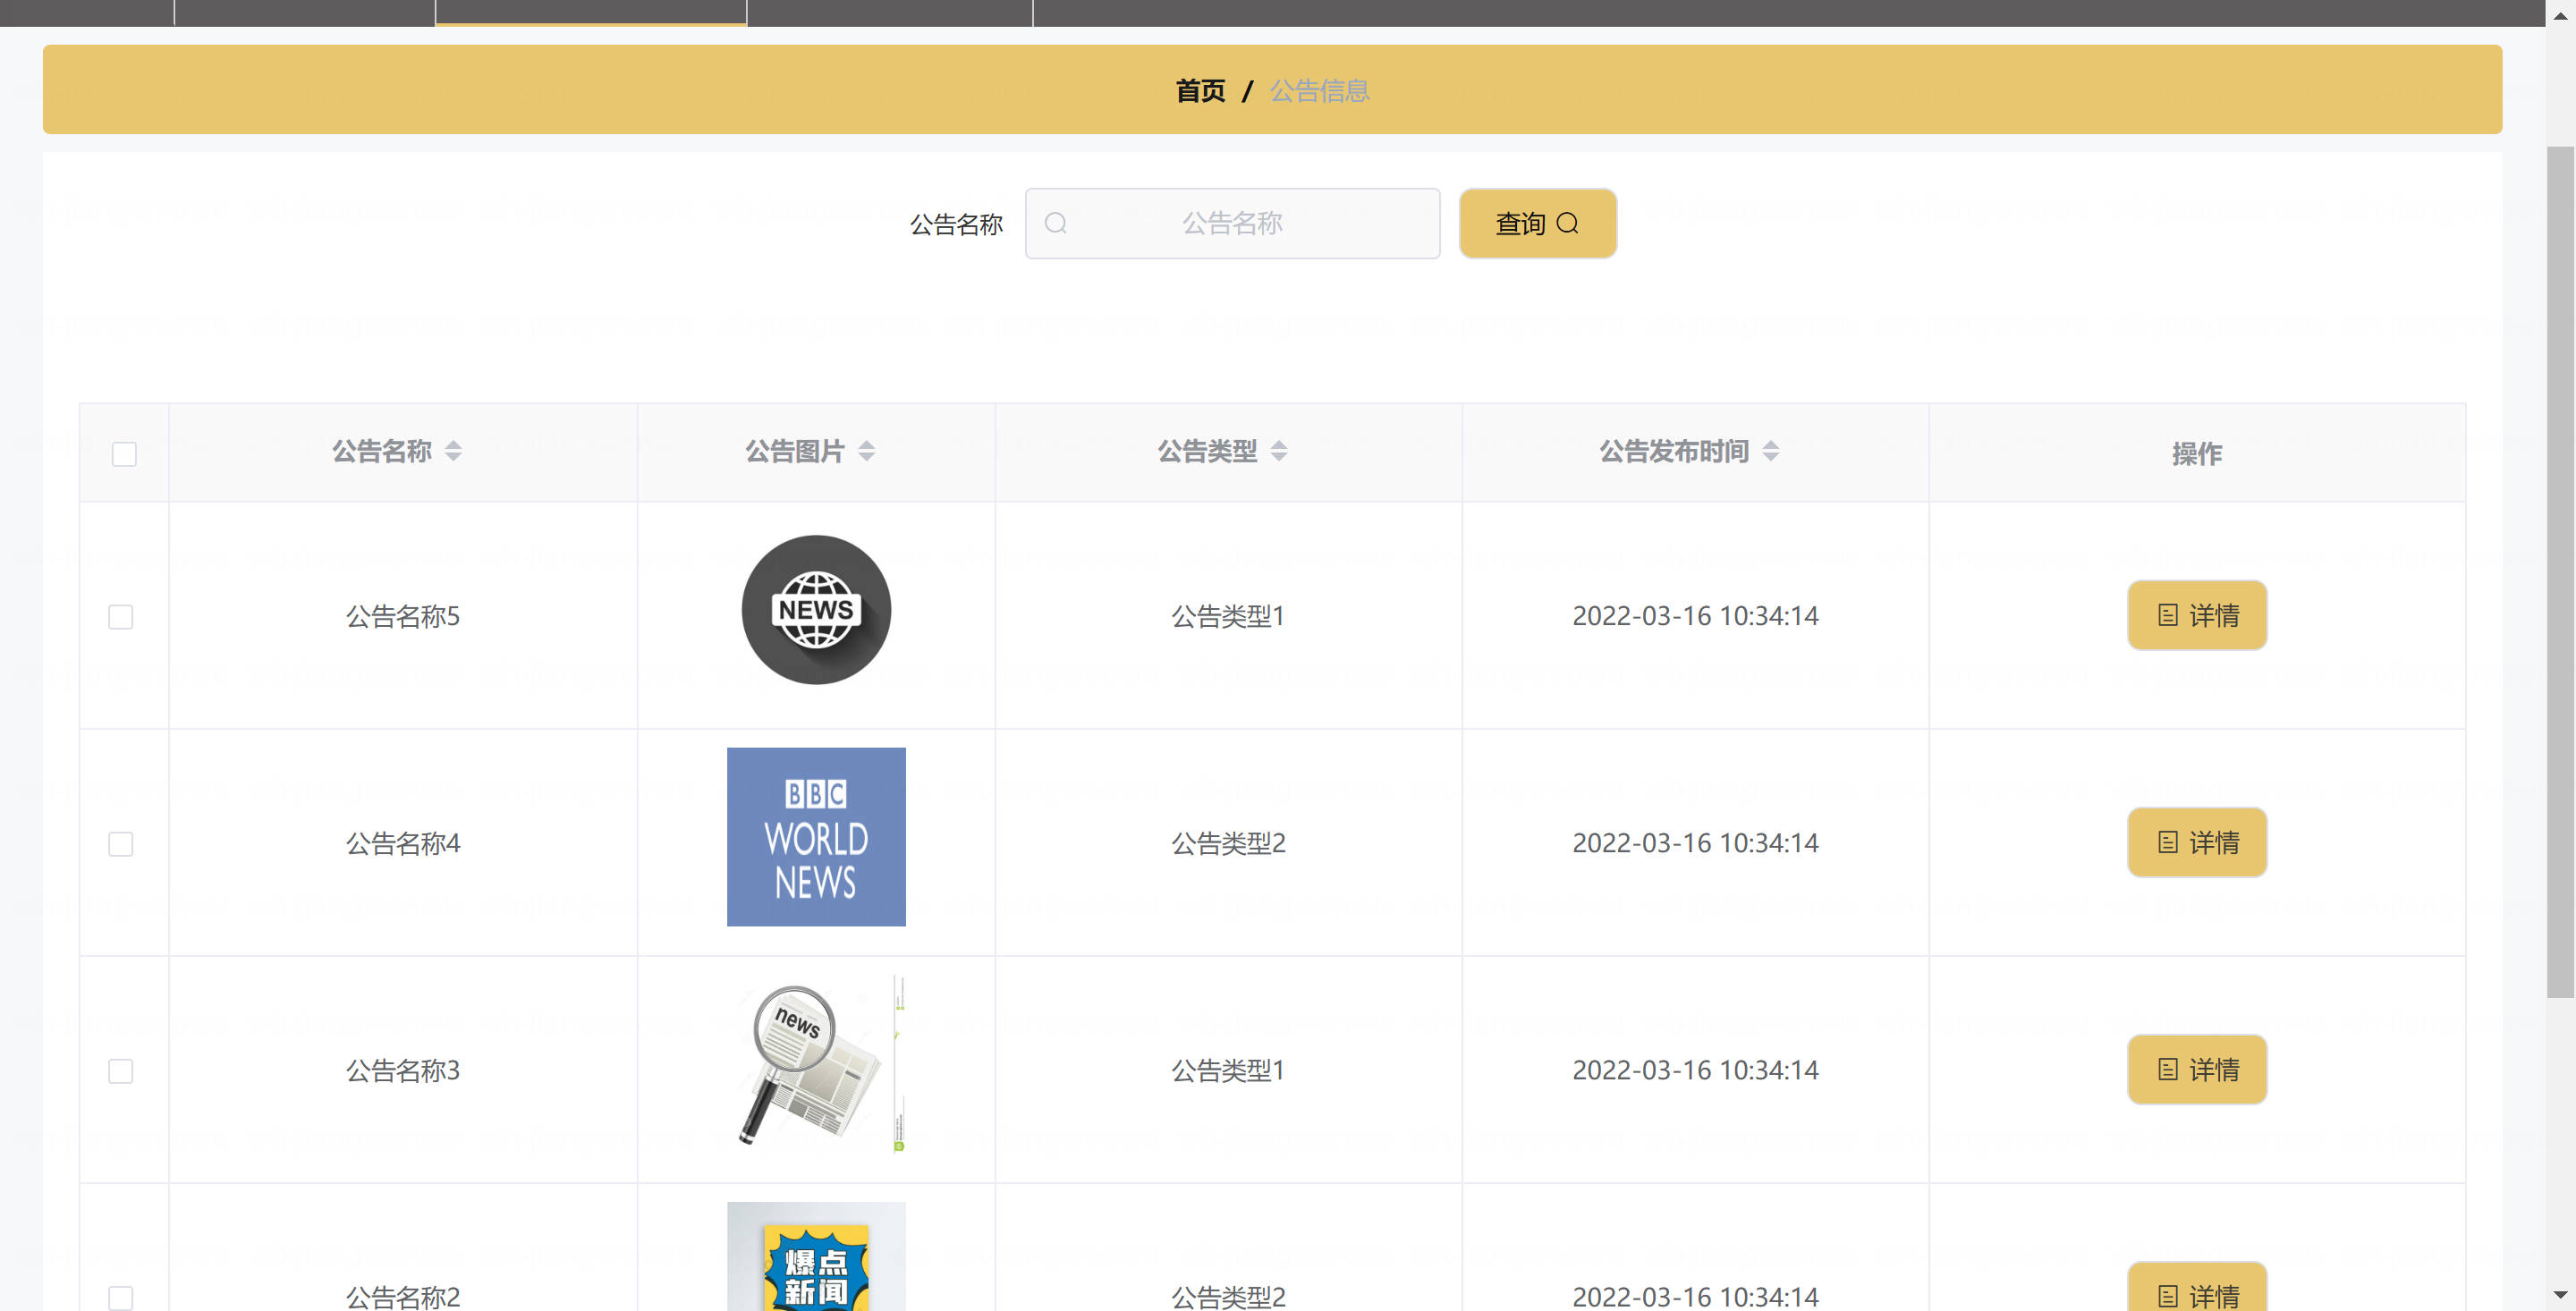 首页 / 公告信息
公告名称 公告名称 查询
公告名称 公告图片 公告类型 公告发布时间 操作
公告名称5 NEWS 公告类型1 2022-03-16 10:34:14 详情
BBC
WORLD
NEWS
公告名称4 公告类型2 2022-03-16 10:34:14 详情
news
公告名称3 公告类型1 2022-03-16 10:34:14 详情
爆点
新闻
公告名称2 公告类型2 2022-03-16 10:34:14 详情